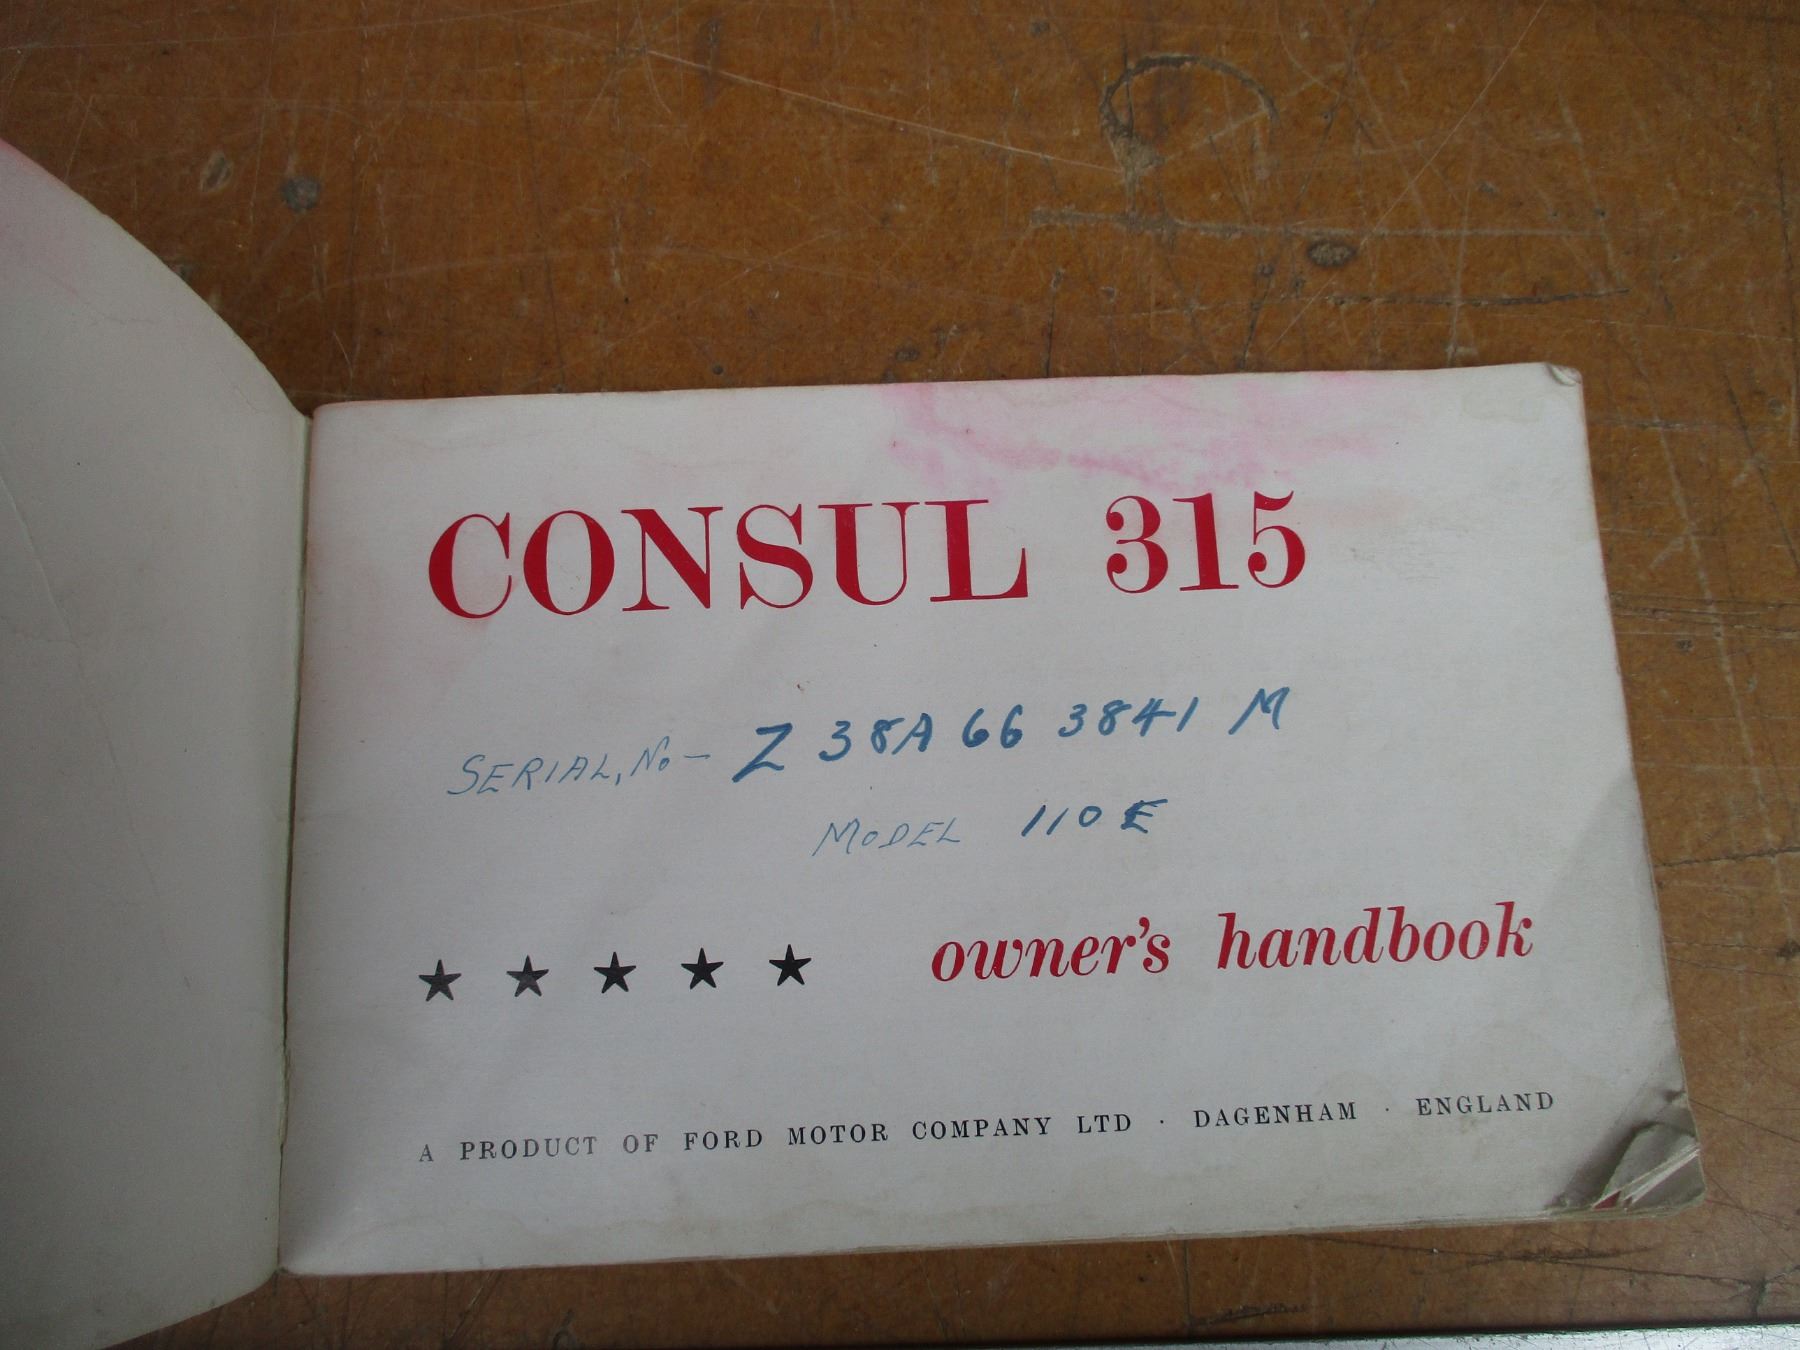 CONSUL 315
SERIAL, No - Z 38A 66 3841 M
MODEL 110E
★ ★ ★ ★ ★ owner's handbook
A PRODUCT OF FORD MOTOR COMPANY LTD · DAGENHAM · ENGLAND